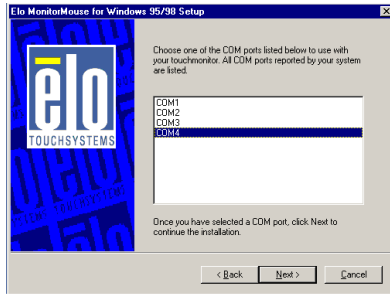 Elo MonitorMouse for Windows 95/98 Setup
Choose one of the COM ports listed below to use with
your touchmonitor. All COM ports reported by your system
are listed.
COM1
COM2
COM3
COM4
ēlo
TOUCHSYSTEMS
Once you have selected a COM port, click Next to
continue the installation.
< Back
Next >
Cancel